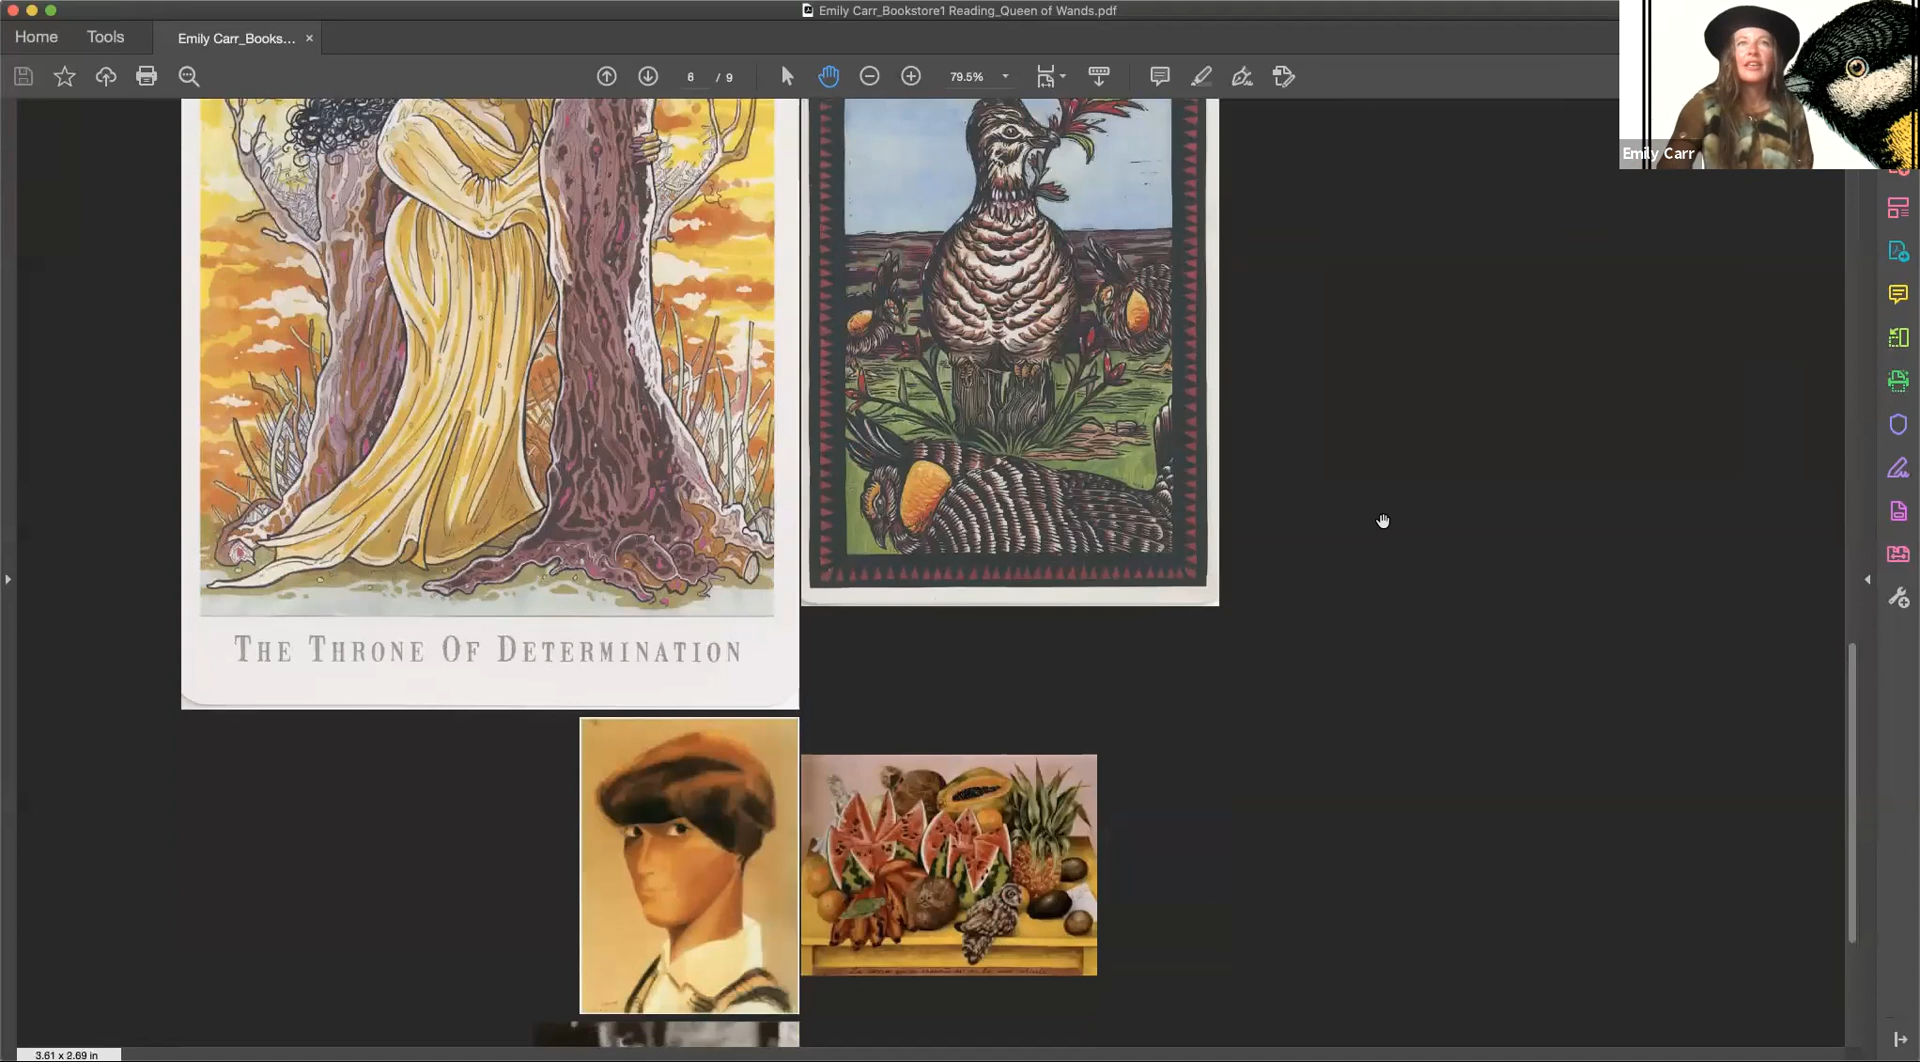 Emily Carr_Bookstore1 Reading_Queen of Wands.pdf
Home
Tools
Emily Carr_Books...
6 / 9
79.5%
Emily Carr
THE THRONE OF DETERMINATION
3.61 x 2.69 in